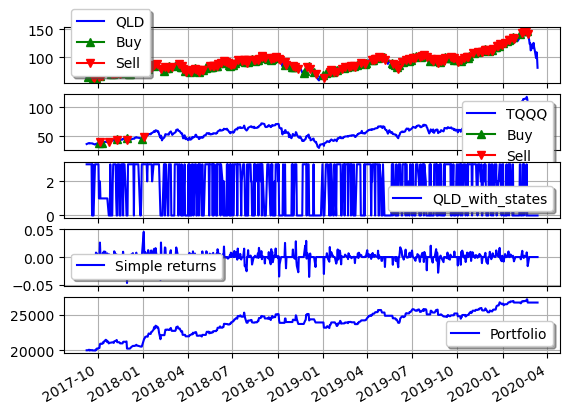 QLD
Buy
Sell
150
100
TQQQ
Buy
Sell
100
50
2
0
QLD_with_states
0.05
0.00
-0.05
Simple returns
25000
20000
Portfolio
2017-10
2018-01
2018-04
2018-07
2018-10
2019-01
2019-04
2019-07
2019-10
2020-01
2020-04